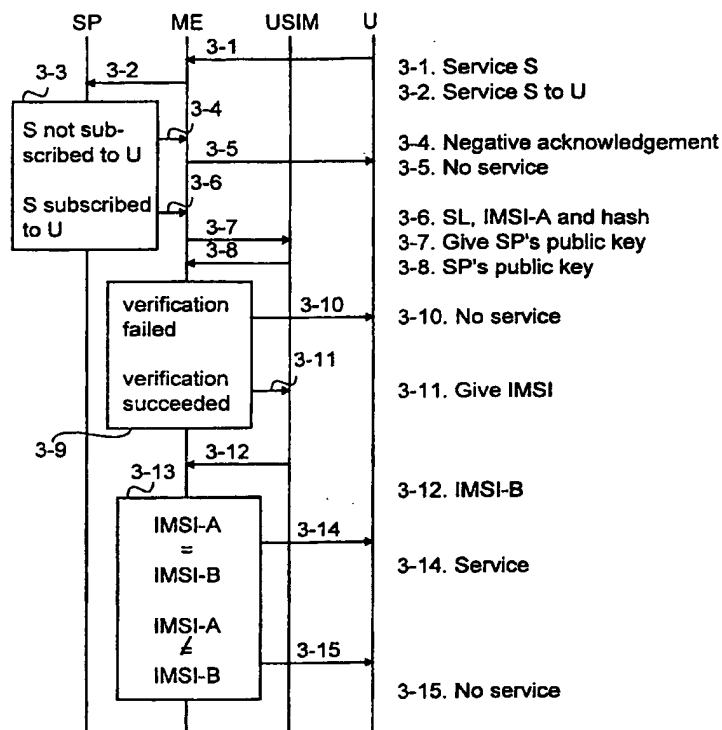 SP ME USIM U
3-1
3-1. Service S
3-3 3-2
3-2. Service S to U
S not sub-
scribed to U
3-4
3-4. Negative acknowledgement
3-5
3-5. No service
S subscribed
to U
3-6
3-6. SL, IMSI-A and hash
3-7
3-7. Give SP's public key
3-8
3-8. SP's public key
verification
failed
3-10
3-10. No service
3-11
verification
succeeded
3-11. Give IMSI
3-9
3-12
3-12. IMSI-B
3-13
IMSI-A
=
IMSI-B
3-14
3-14. Service
IMSI-A
≠
IMSI-B
3-15
3-15. No service